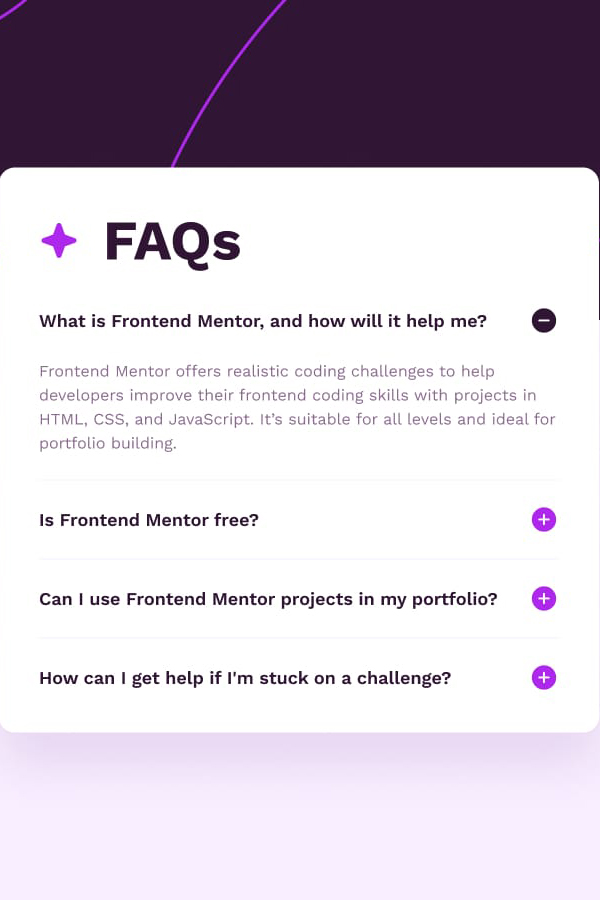 FAQs
What is Frontend Mentor, and how will it help me?
Frontend Mentor offers realistic coding challenges to help
developers improve their frontend coding skills with projects in
HTML, CSS, and JavaScript. It’s suitable for all levels and ideal for
portfolio building.
Is Frontend Mentor free?
Can I use Frontend Mentor projects in my portfolio?
How can I get help if I'm stuck on a challenge?